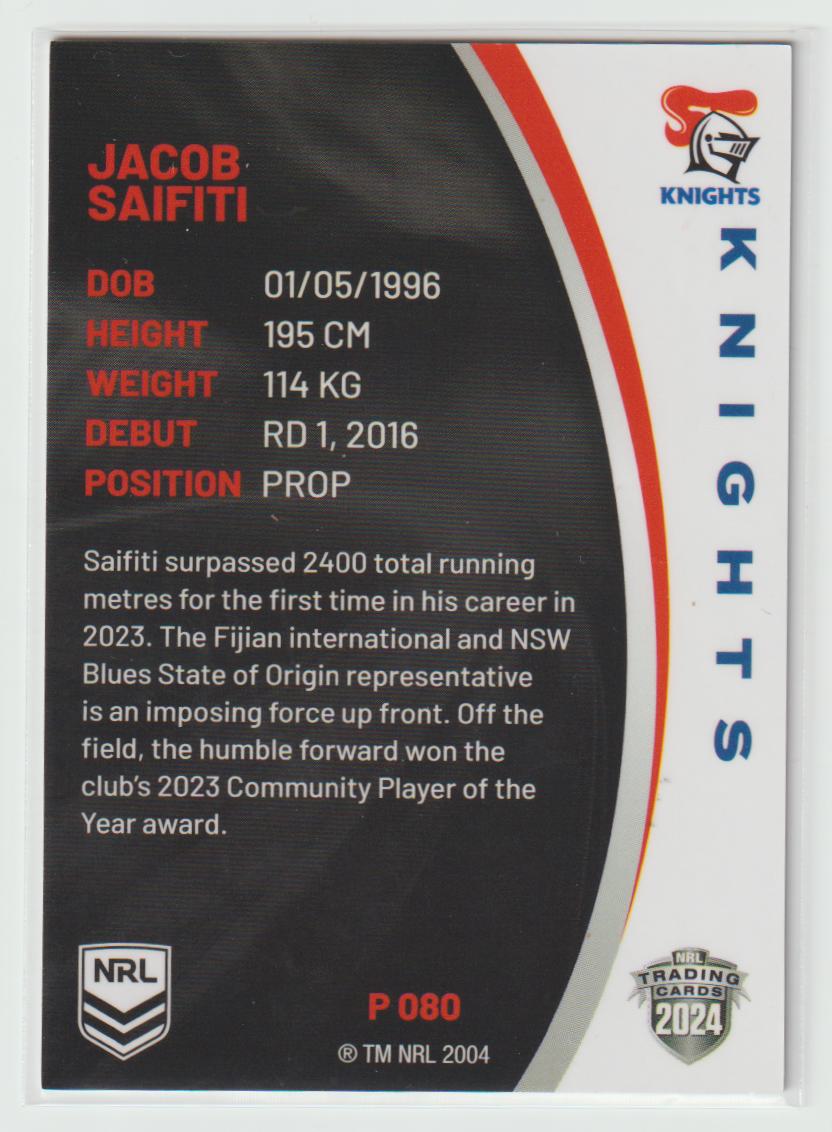 JACOB
SAIFITI
DOB 01/05/1996
HEIGHT 195 CM
WEIGHT 114 KG
DEBUT RD 1, 2016
POSITION PROP
Saifiti surpassed 2400 total running
metres for the first time in his career in
2023. The Fijian international and NSW
Blues State of Origin representative
is an imposing force up front. Off the
field, the humble forward won the
club's 2023 Community Player of the
Year award.
NRL
P 080
® TM NRL 2004
KNIGHTS
KNIGHTS
NRL
TRADING
CARDS
2024